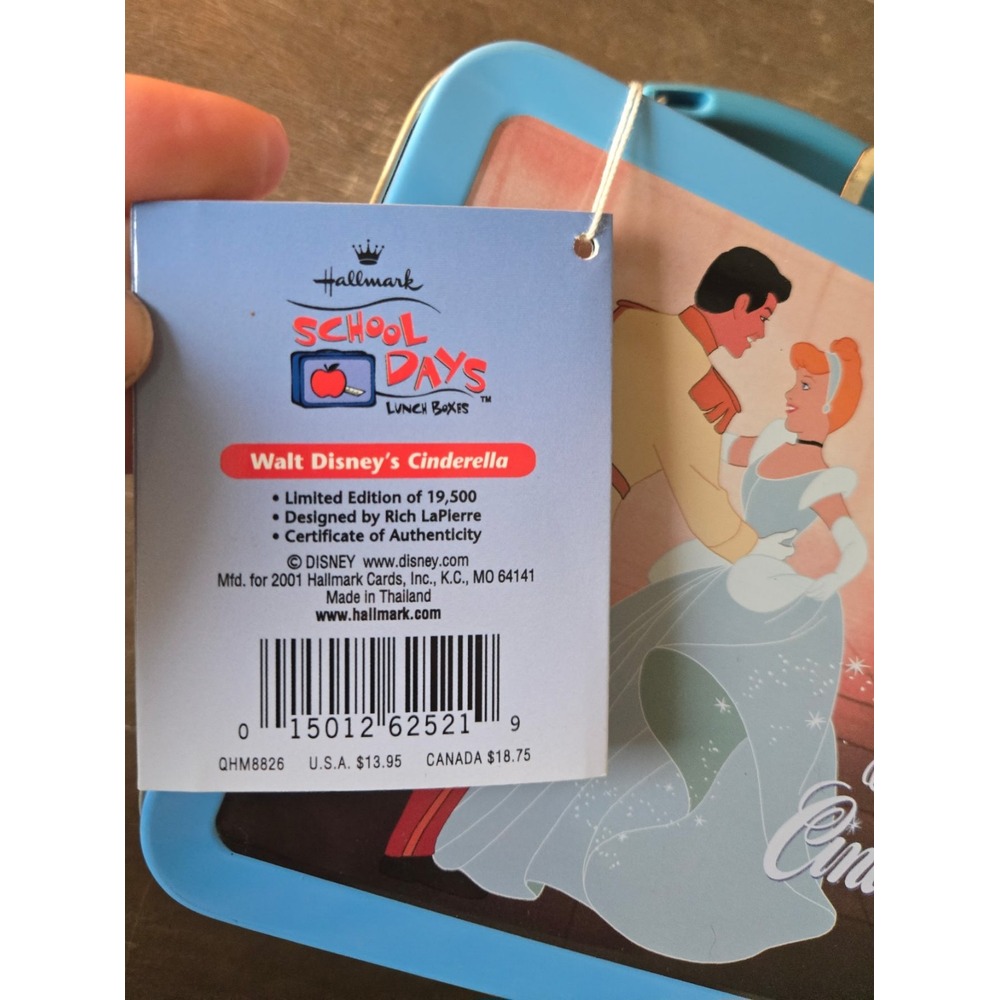 Hallmark
SCHOOL
DAYS
LUNCH BOXES ™
Walt Disney's Cinderella
• Limited Edition of 19,500
• Designed by Rich LaPierre
• Certificate of Authenticity
© DISNEY www.disney.com
Mfd. for 2001 Hallmark Cards, Inc., K.C., MO 64141
Made in Thailand
www.hallmark.com
0 15012 62521 9
QHM8826 U.S.A. $13.95 CANADA $18.75